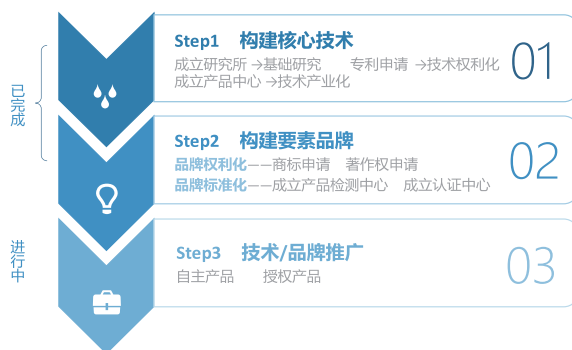 已完成
Step1 构建核心技术
成立研究所 →基础研究 专利申请 →技术权利化
成立产品中心 →技术产业化
01
Step2 构建要素品牌
品牌权利化——商标申请 著作权申请
品牌标准化——成立产品检测中心 成立认证中心
02
进行中
Step3 技术/品牌推广
自主产品 授权产品
03